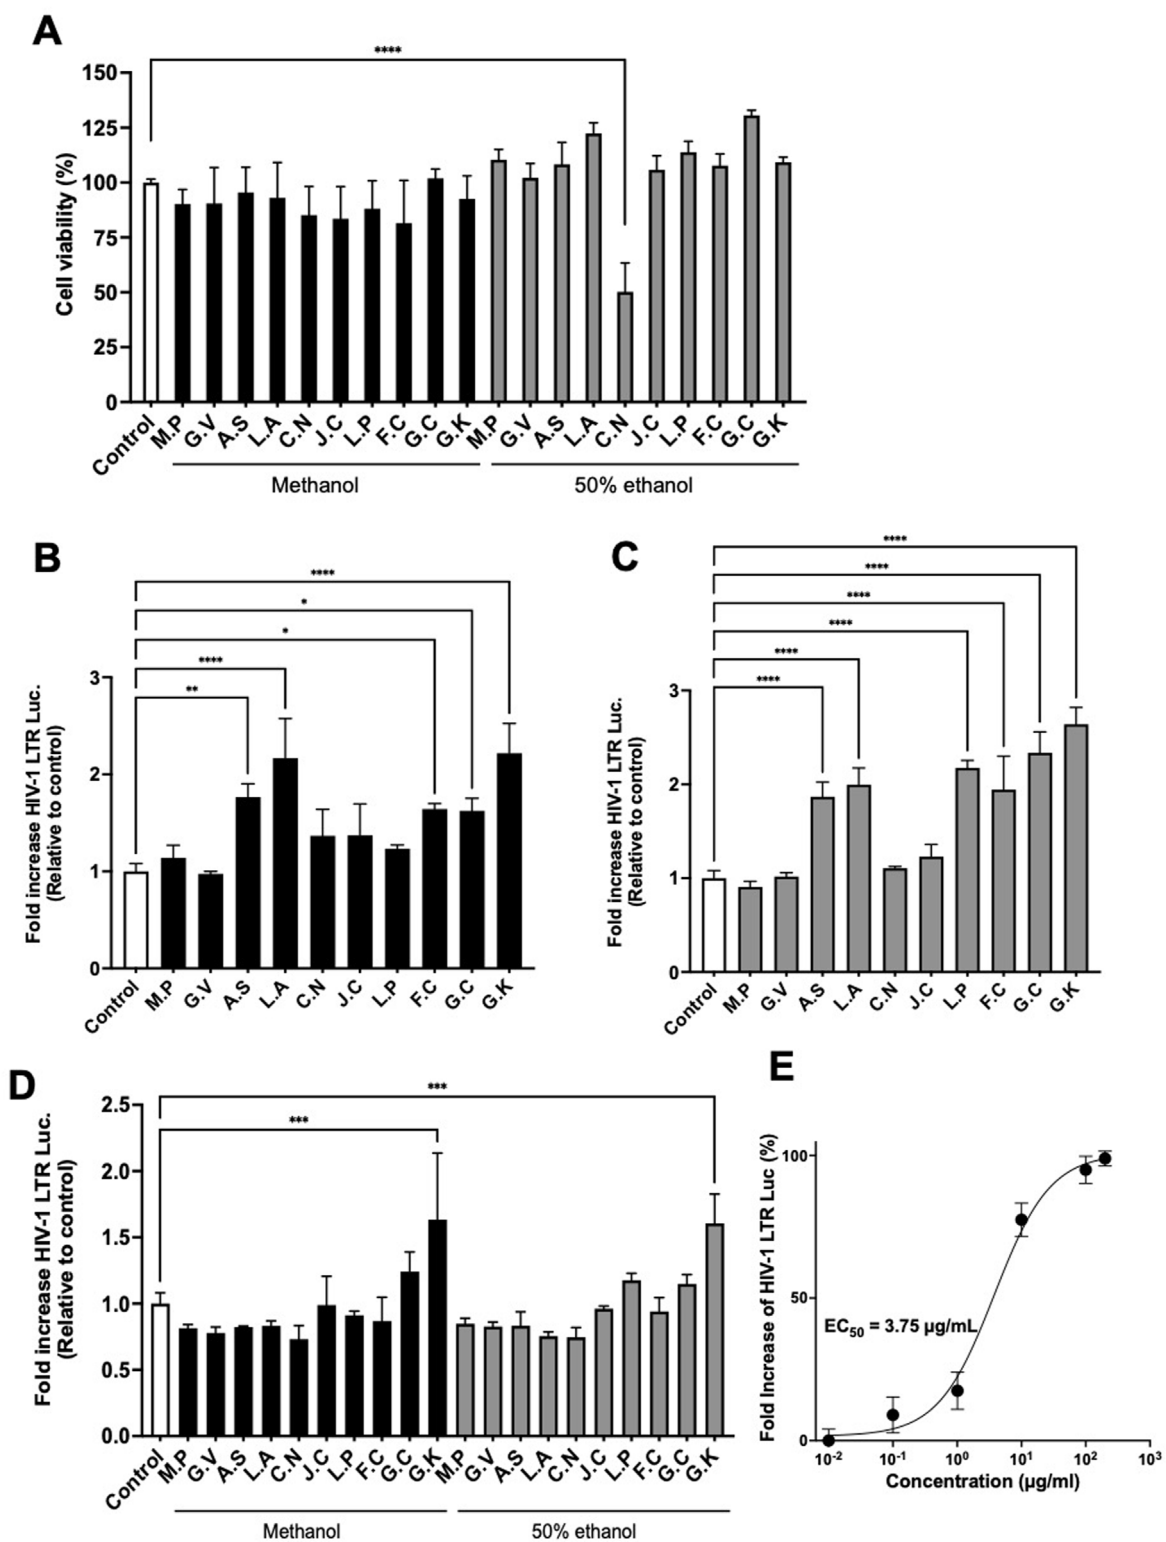 A
****
150
125
100
75
50
25
0
Cell viability (%)
Control M.P G.V A.S L.A C.N J.C L.P F.C G.C G.K M.P G.V A.S L.A C.N J.C L.P F.C G.C G.K
Methanol 50% ethanol
B
****
*
*
****
**
3
2
1
0
Fold increase HIV-1 LTR Luc.
(Relative to control)
Control M.P G.V A.S L.A C.N J.C L.P F.C G.C G.K
C
****
****
****
****
****
****
3
2
1
0
Fold increase HIV-1 LTR Luc.
(Relative to control)
Control M.P G.V A.S L.A C.N J.C L.P F.C G.C G.K
D
***
***
2.5
2.0
1.5
1.0
0.5
0.0
Fold increase HIV-1 LTR Luc.
(Relative to control)
Control M.P G.V A.S L.A C.N J.C L.P F.C G.C G.K M.P G.V A.S L.A C.N J.C L.P F.C G.C G.K
Methanol 50% ethanol
E
100
50
0
Fold Increase of HIV-1 LTR Luc (%)
EC50 = 3.75 µg/mL
10-2 10-1 100 101 102 103
Concentration (µg/ml)